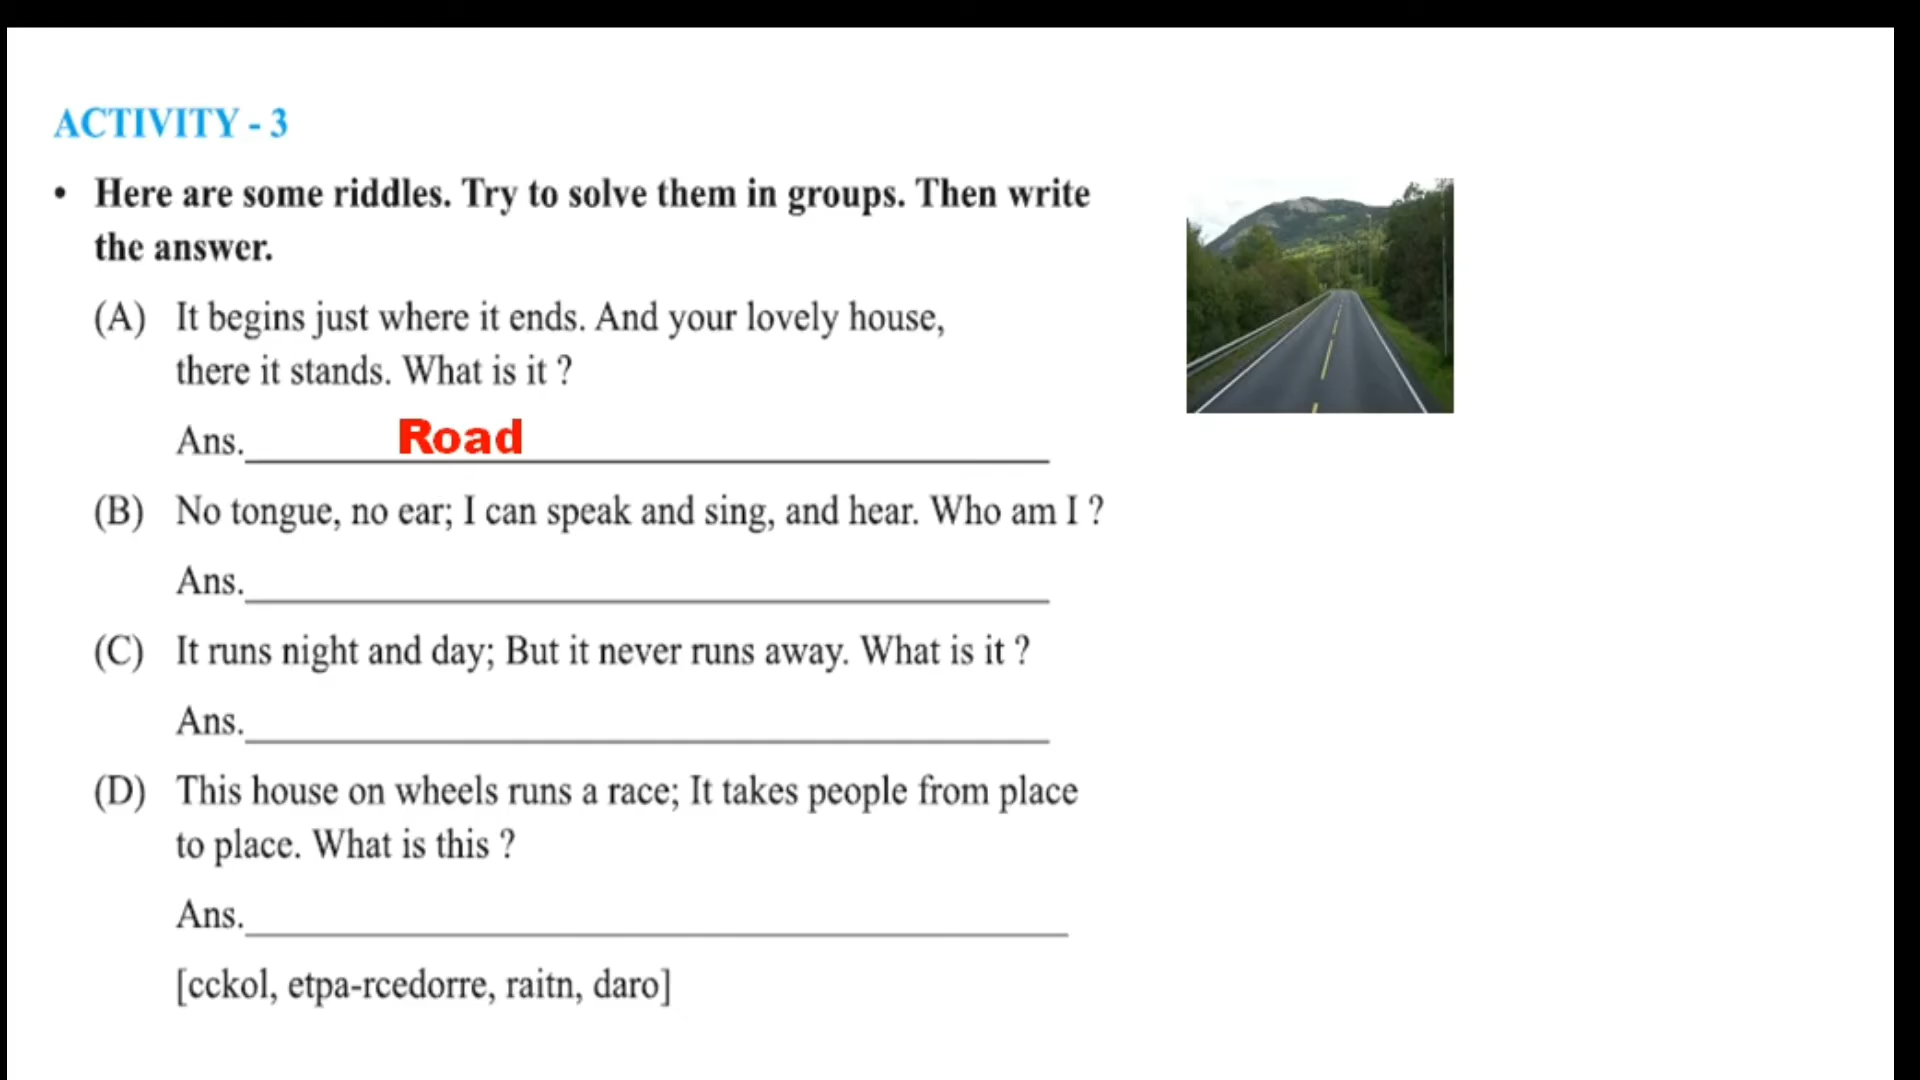 ACTIVITY - 3
• Here are some riddles. Try to solve them in groups. Then write
the answer.
(A) It begins just where it ends. And your lovely house,
there it stands. What is it ?
Ans. Road
(B) No tongue, no ear; I can speak and sing, and hear. Who am I ?
Ans.
(C) It runs night and day; But it never runs away. What is it ?
Ans.
(D) This house on wheels runs a race; It takes people from place
to place. What is this ?
Ans.
[cckol, etpa-rcedorre, raitn, daro]